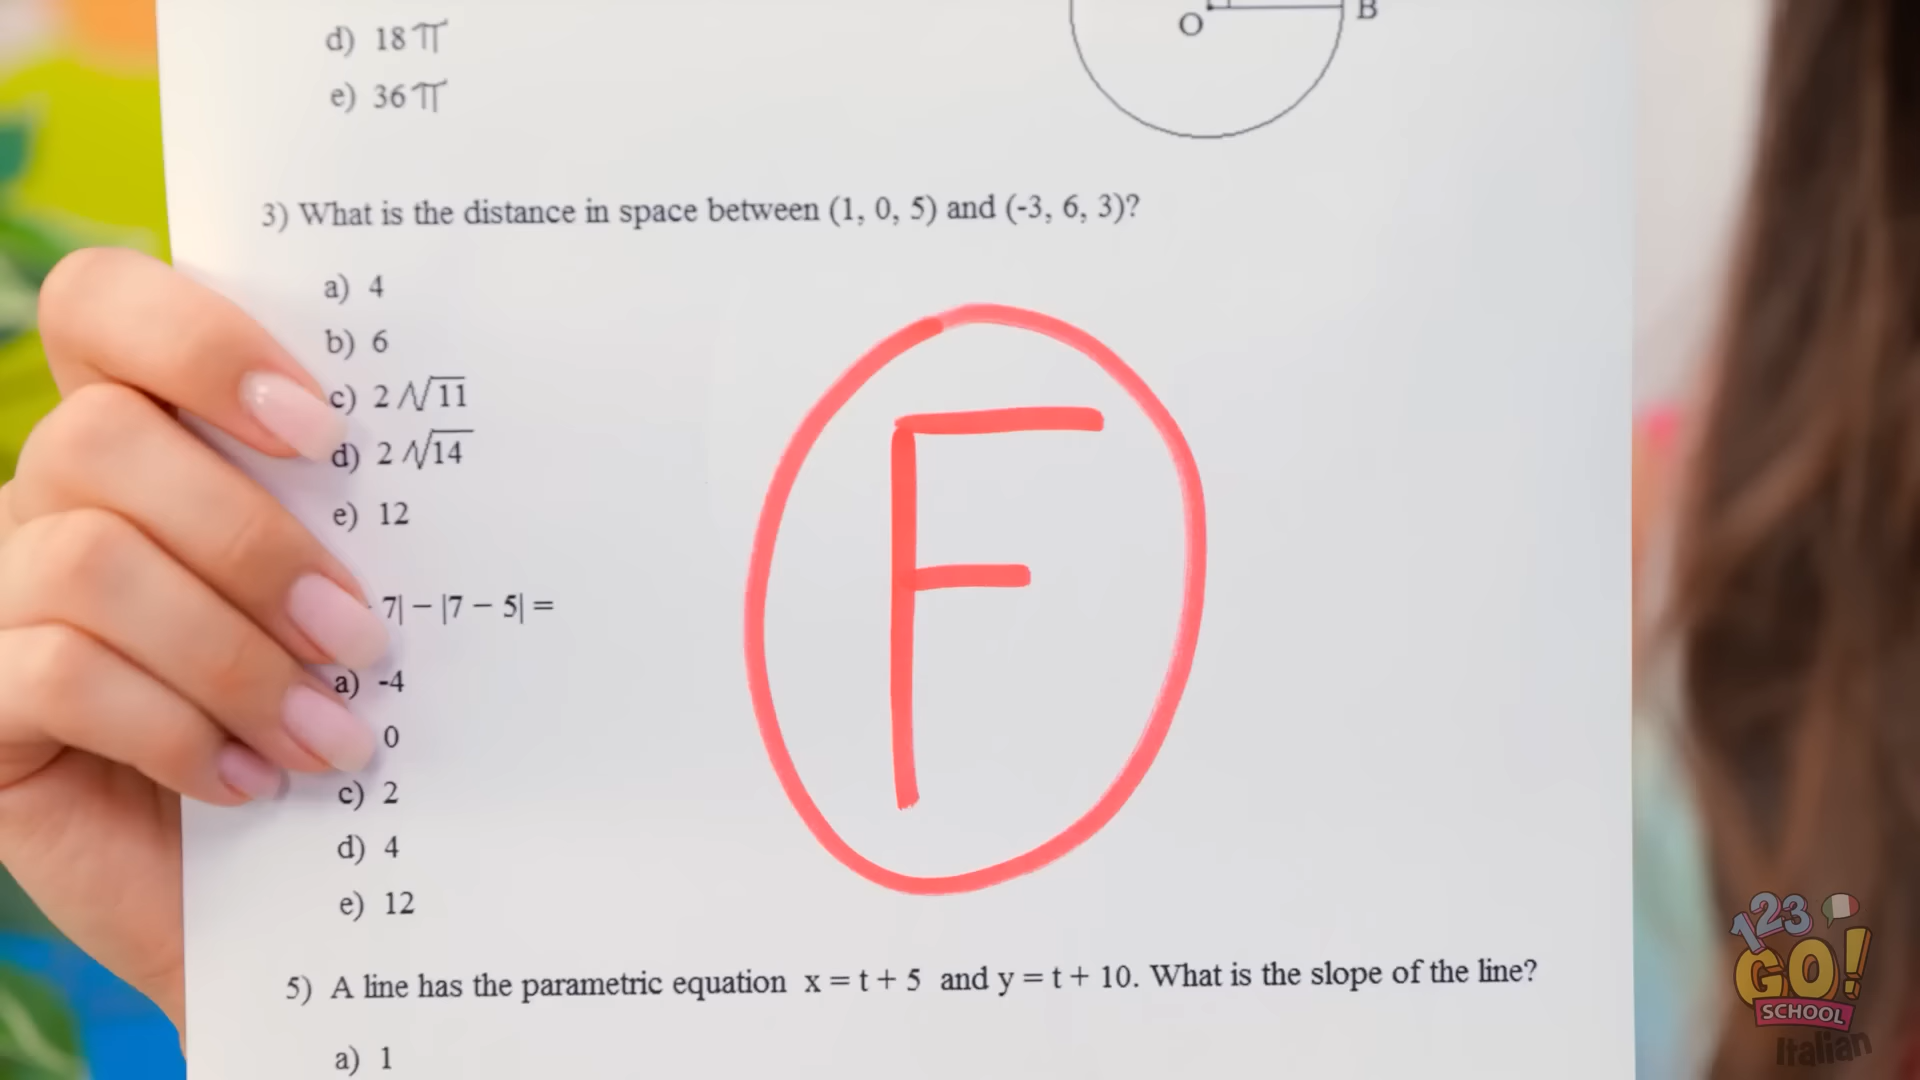 d) 18 π
O
B
e) 36 π
3) What is the distance in space between (1, 0, 5) and (-3, 6, 3)?
a) 4
b) 6
c) 2 √11
d) 2 √14
e) 12
F
7| – |7 – 5| =
a) -4
0
c) 2
d) 4
e) 12
5) A line has the parametric equation x = t + 5 and y = t + 10. What is the slope of the line?
a) 1
123
GO!
SCHOOL
Italian